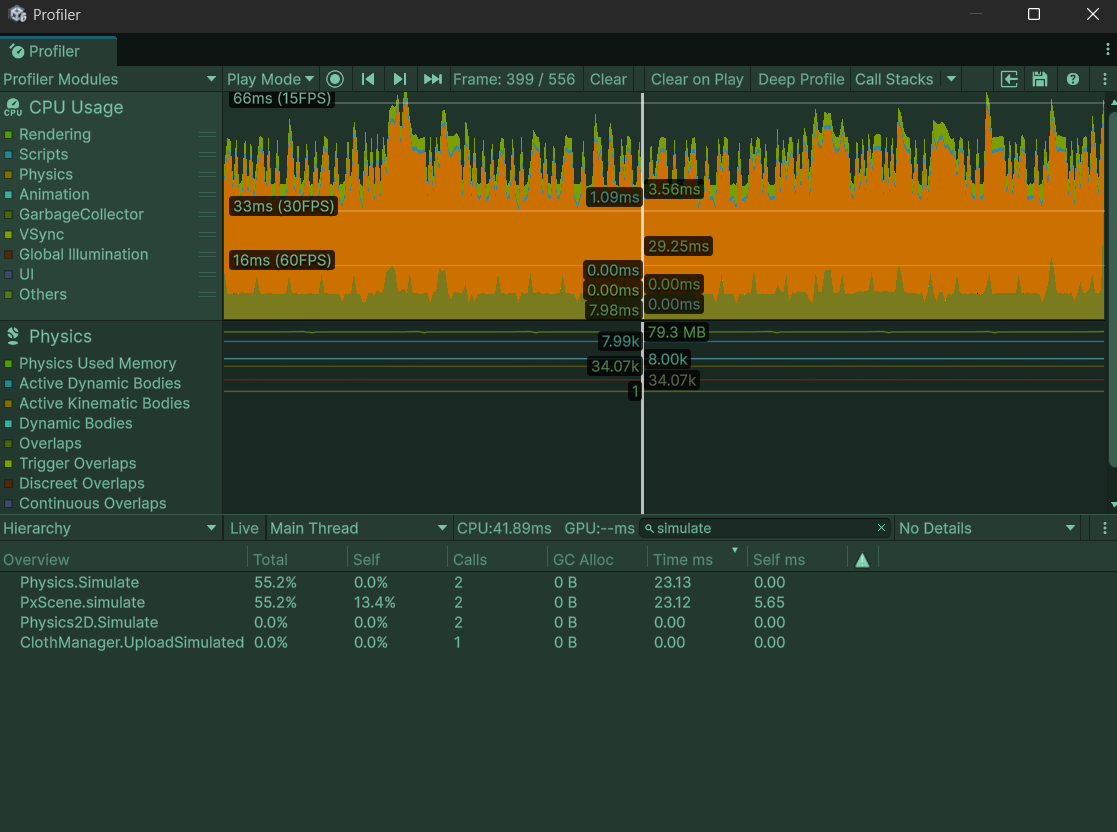 Profiler
Profiler
Profiler Modules Play Mode Frame: 399 / 556 Clear Clear on Play Deep Profile Call Stacks
CPU Usage
CPU
Rendering
Scripts
Physics
Animation
GarbageCollector
VSync
Global Illumination
UI
Others
66ms (15FPS)
33ms (30FPS)
16ms (60FPS)
1.09ms 3.56ms
29.25ms
0.00ms
0.00ms 0.00ms
7.98ms 0.00ms
Physics
Physics Used Memory
Active Dynamic Bodies
Active Kinematic Bodies
Dynamic Bodies
Overlaps
Trigger Overlaps
Discreet Overlaps
Continuous Overlaps
79.3 MB
7.99k
8.00k
34.07k
34.07k
1
Hierarchy Live Main Thread CPU:41.89ms GPU:--ms simulate No Details
Overview Total Self Calls GC Alloc Time ms Self ms
Physics.Simulate 55.2% 0.0% 2 0 B 23.13 0.00
PxScene.simulate 55.2% 13.4% 2 0 B 23.12 5.65
Physics2D.Simulate 0.0% 0.0% 2 0 B 0.00 0.00
ClothManager.UploadSimulated 0.0% 0.0% 1 0 B 0.00 0.00